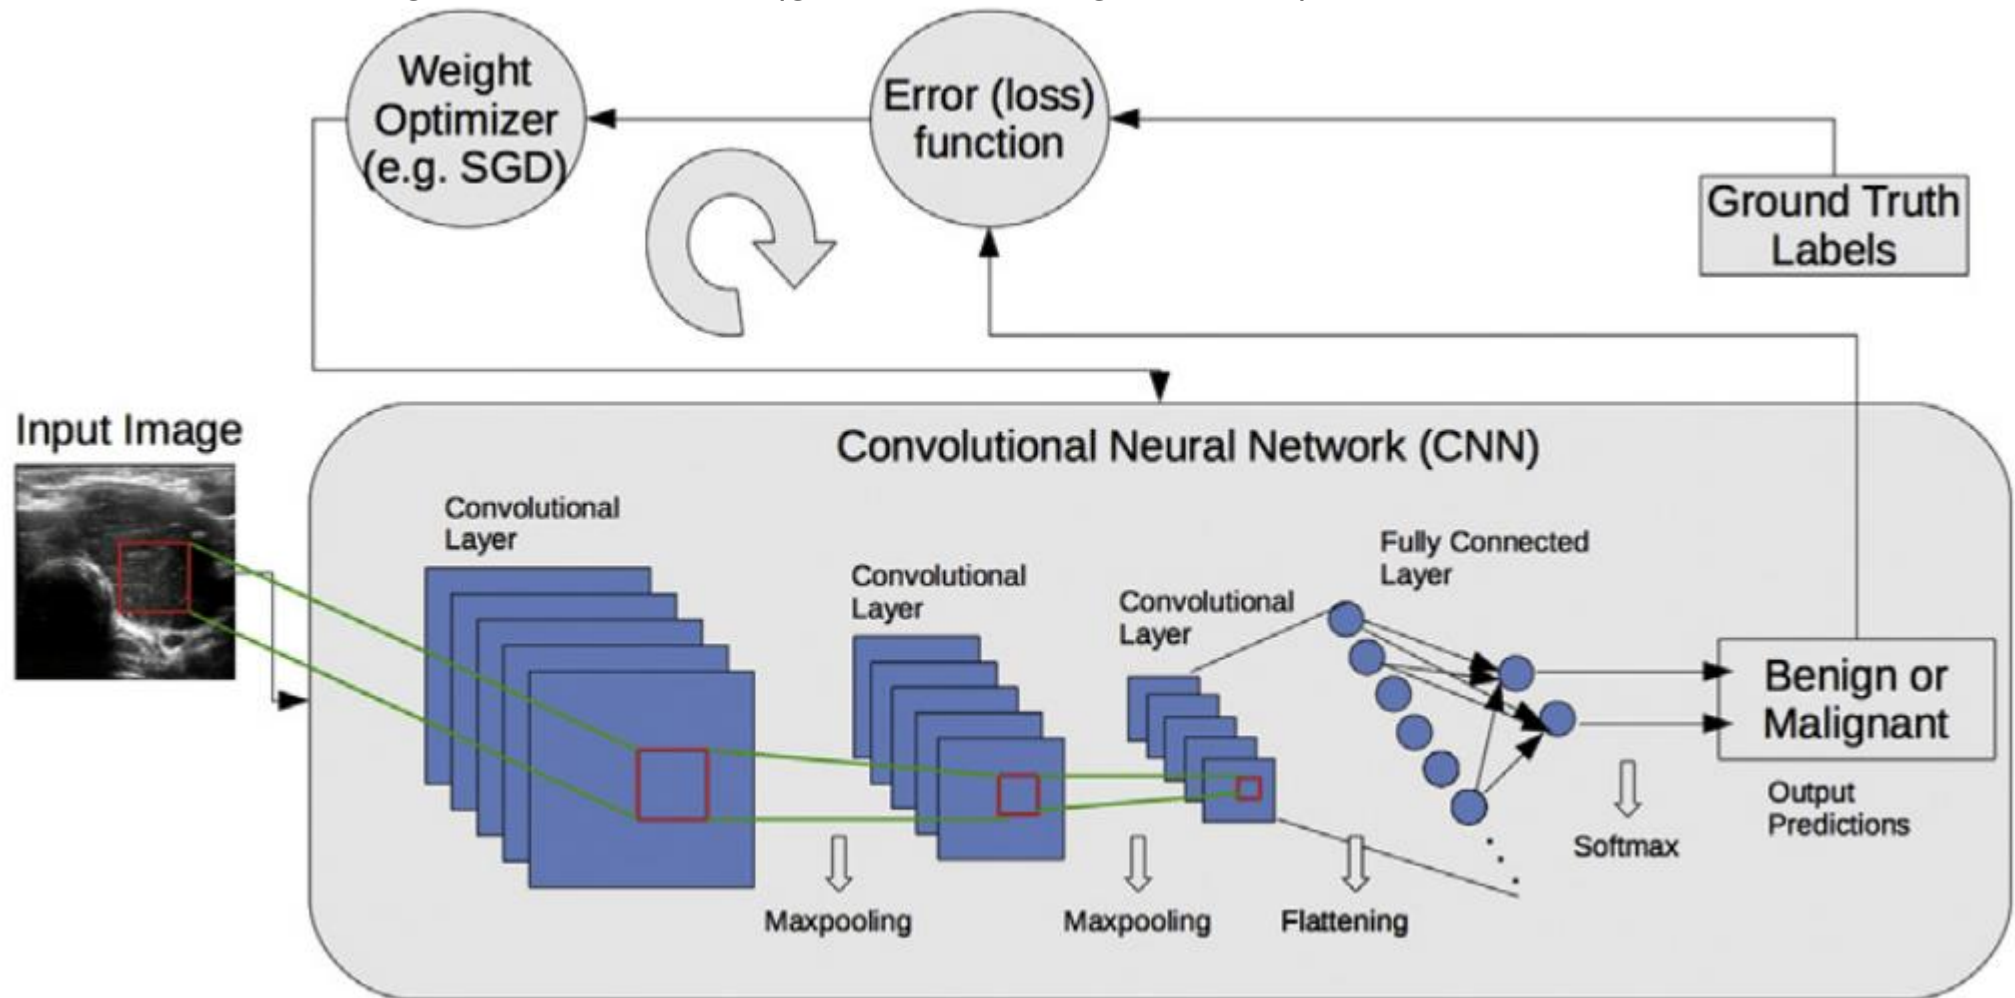 Weight
Optimizer
(e.g. SGD)
Error (loss)
function
Ground Truth
Labels
Input Image
Convolutional Neural Network (CNN)
Convolutional
Layer
Convolutional
Layer
Convolutional
Layer
Fully Connected
Layer
Benign or
Malignant
Output
Predictions
Softmax
Maxpooling
Maxpooling
Flattening